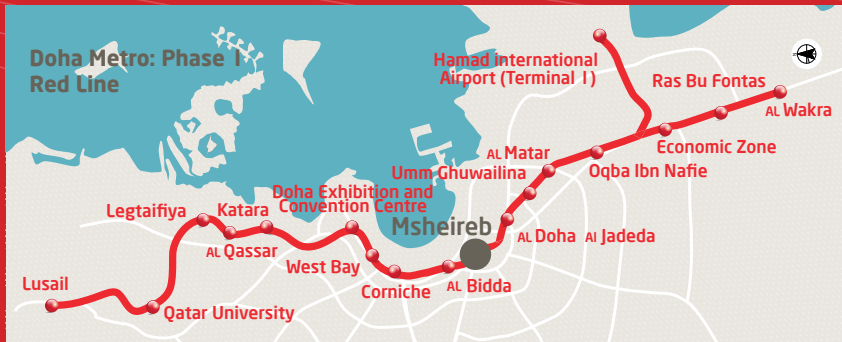 Doha Metro: Phase 1
Red Line
Hamad international
Airport (Terminal 1)
Ras Bu Fontas
AL Wakra
Economic Zone
AL Matar
Oqba Ibn Nafie
Umm Ghuwailina
Doha Exhibition and
Convention Centre
Legtaifiya
Katara
Msheireb
AL Doha Al Jadeda
AL Qassar
West Bay
Lusail
Corniche
AL Bidda
Qatar University